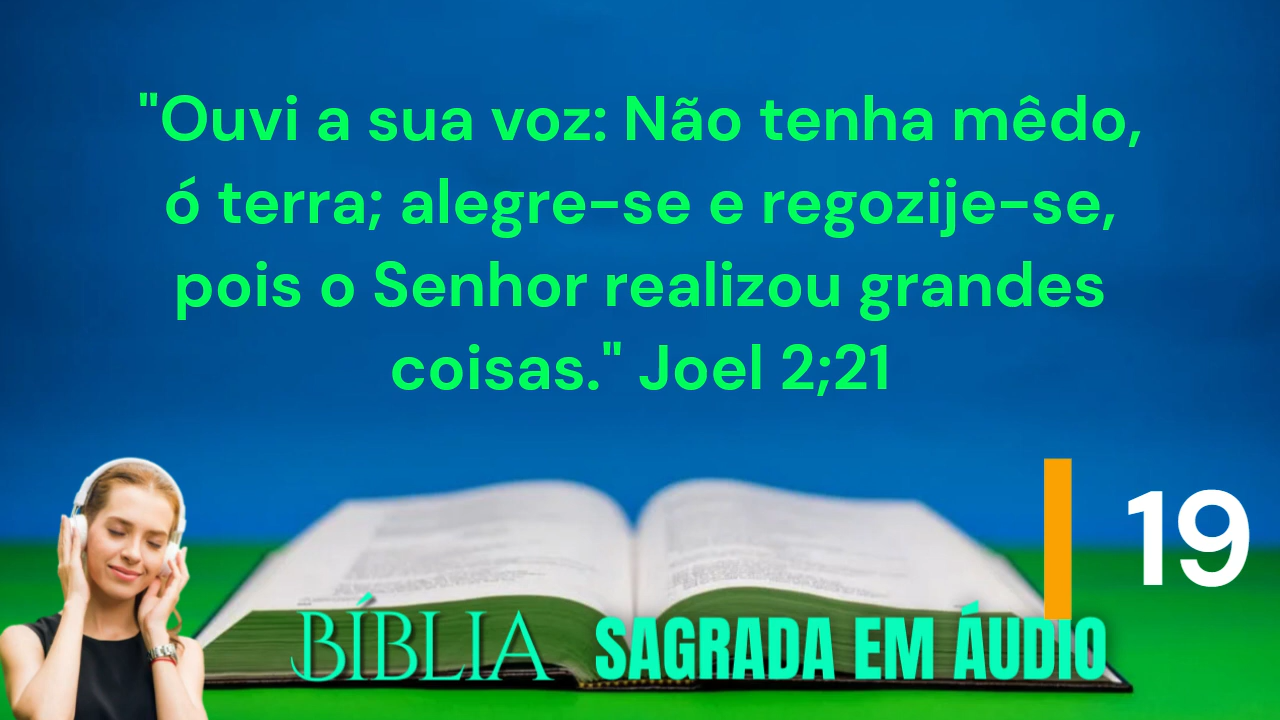 "Ouvi a sua voz: Não tenha mêdo,
ó terra; alegre-se e regozije-se,
pois o Senhor realizou grandes
coisas." Joel 2;21
19
BÍBLIA SAGRADA EM ÁUDIO